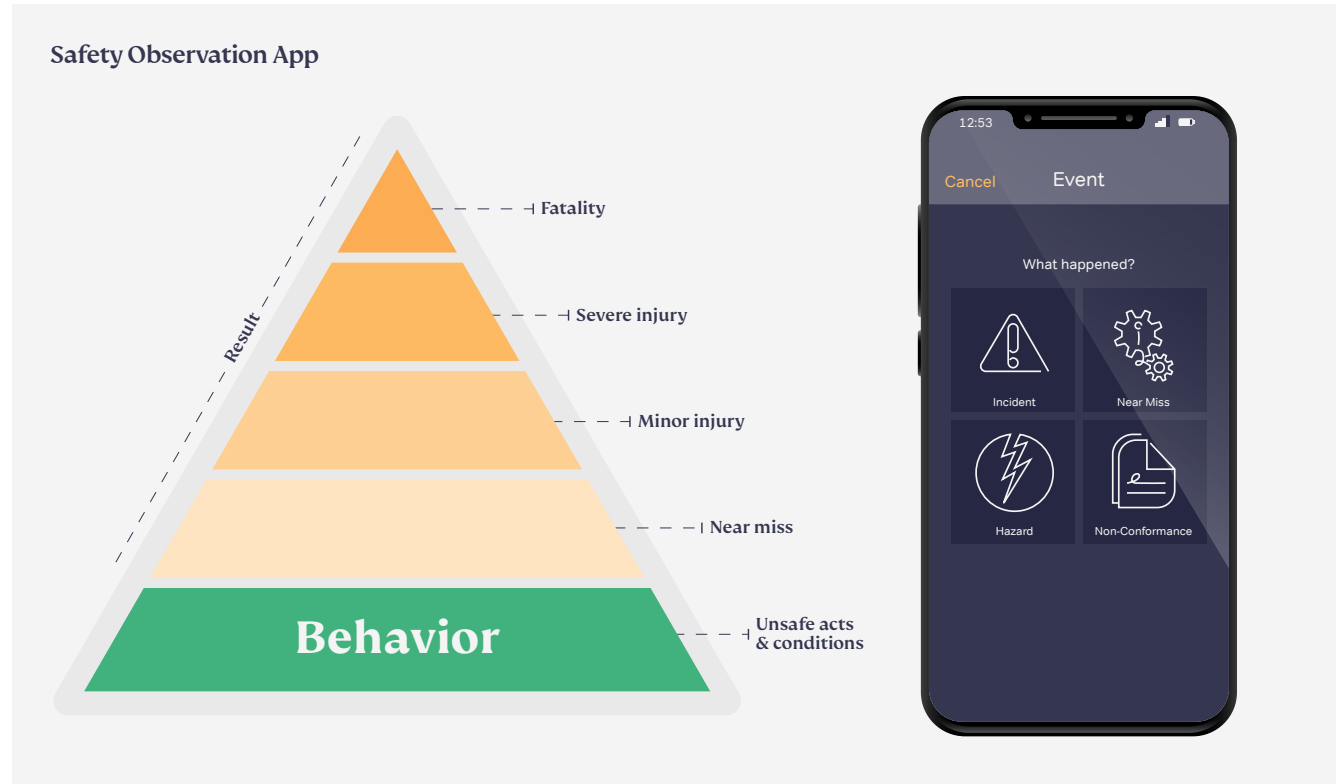 Safety Observation App
Result
Fatality
Severe injury
Minor injury
Near miss
Behavior
Unsafe acts
& conditions
12:53
Cancel
Event
What happened?
Incident
Near Miss
Hazard
Non-Conformance